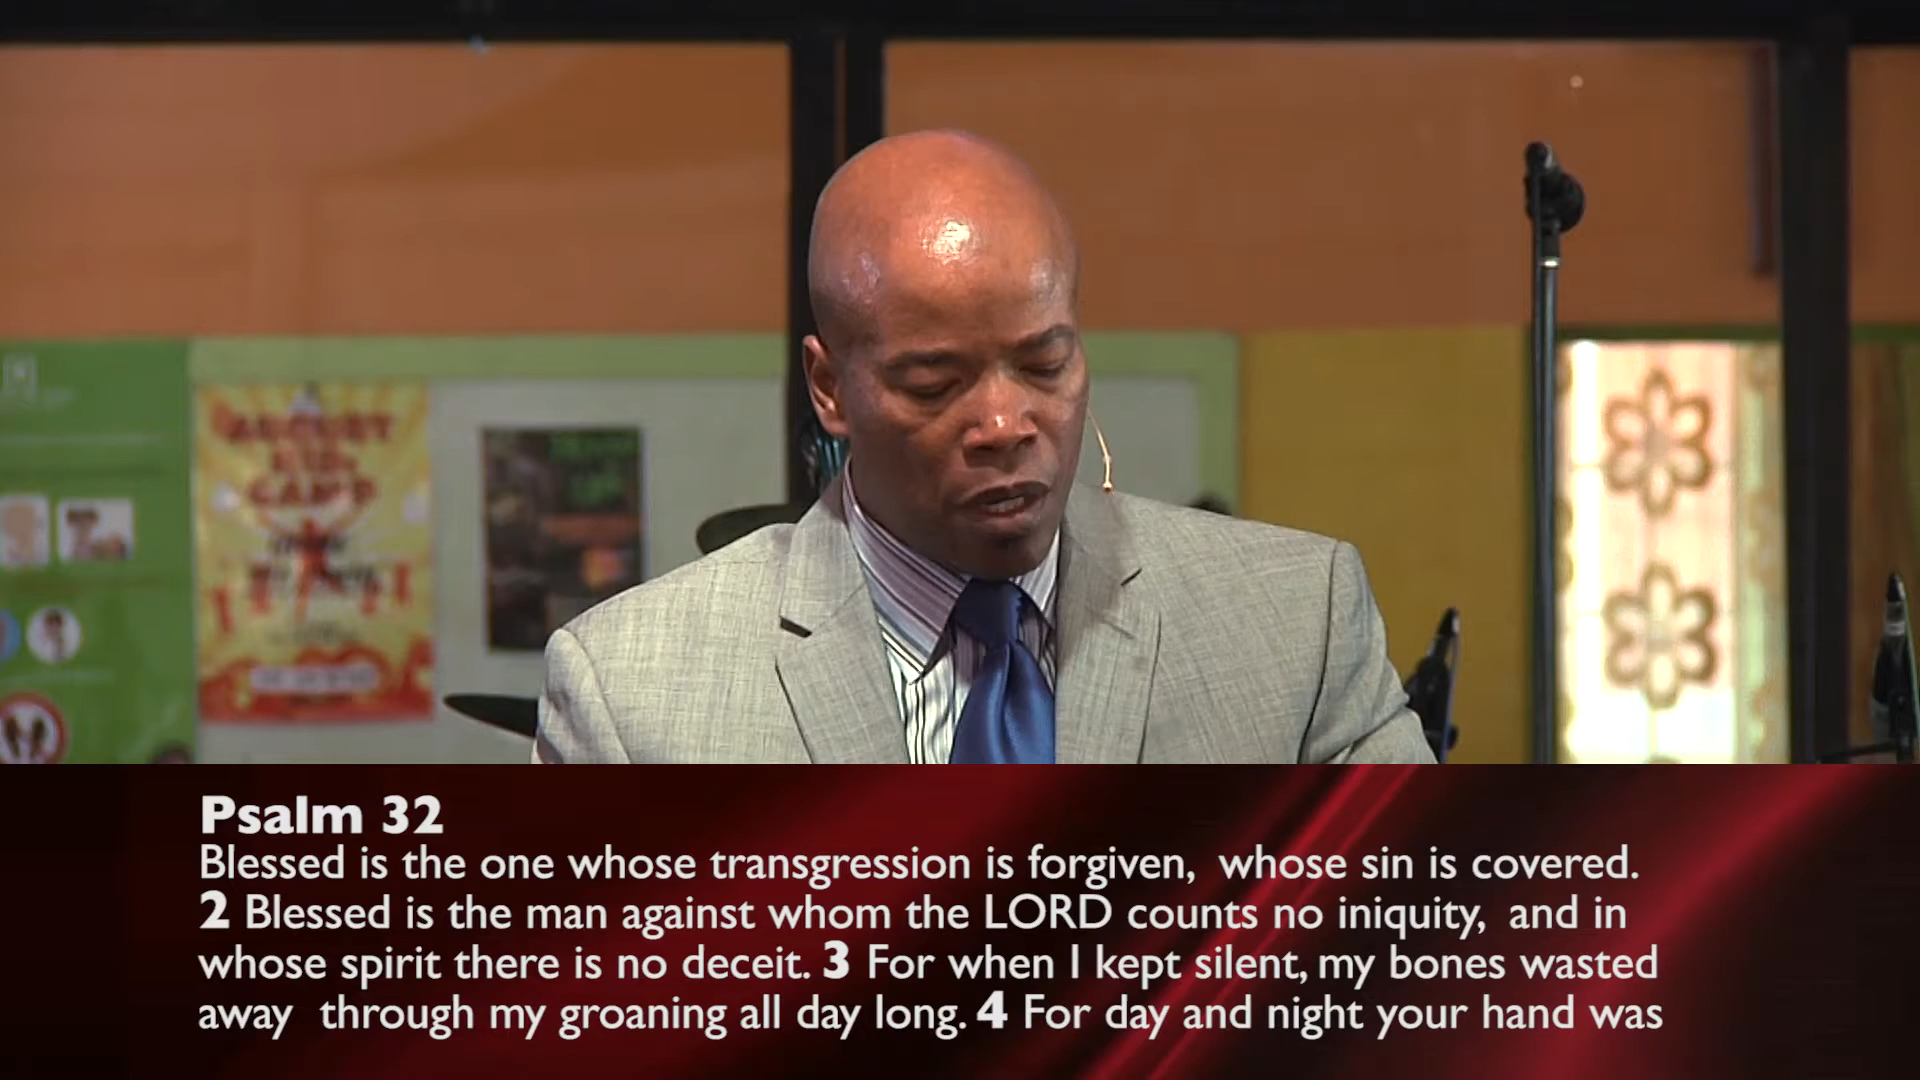 AUGUST
KIDS
CAMP
Psalm 32
Blessed is the one whose transgression is forgiven, whose sin is covered.
2 Blessed is the man against whom the LORD counts no iniquity, and in
whose spirit there is no deceit. 3 For when I kept silent, my bones wasted
away through my groaning all day long. 4 For day and night your hand was